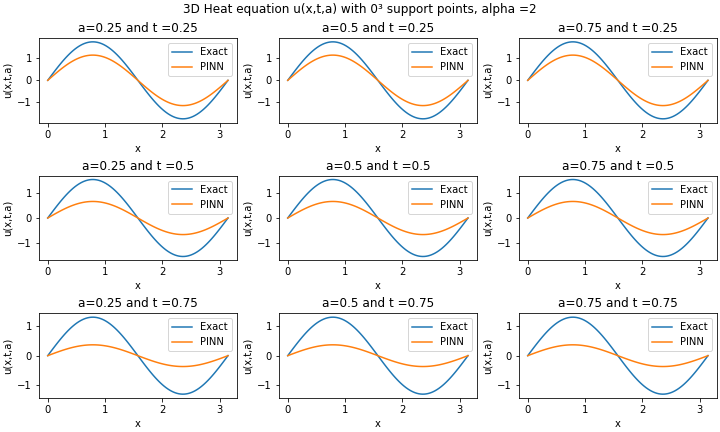 3D Heat equation u(x,t,a) with 0³ support points, alpha =2
a=0.25 and t =0.25
u(x,t,a)
1
0
−1
Exact
PINN
0 1 2 3
x
a=0.5 and t =0.25
u(x,t,a)
1
0
−1
Exact
PINN
0 1 2 3
x
a=0.75 and t =0.25
u(x,t,a)
1
0
−1
Exact
PINN
0 1 2 3
x
a=0.25 and t =0.5
u(x,t,a)
1
0
−1
Exact
PINN
0 1 2 3
x
a=0.5 and t =0.5
u(x,t,a)
1
0
−1
Exact
PINN
0 1 2 3
x
a=0.75 and t =0.5
u(x,t,a)
1
0
−1
Exact
PINN
0 1 2 3
x
a=0.25 and t =0.75
u(x,t,a)
1
0
−1
Exact
PINN
0 1 2 3
x
a=0.5 and t =0.75
u(x,t,a)
1
0
−1
Exact
PINN
0 1 2 3
x
a=0.75 and t =0.75
u(x,t,a)
1
0
−1
Exact
PINN
0 1 2 3
x